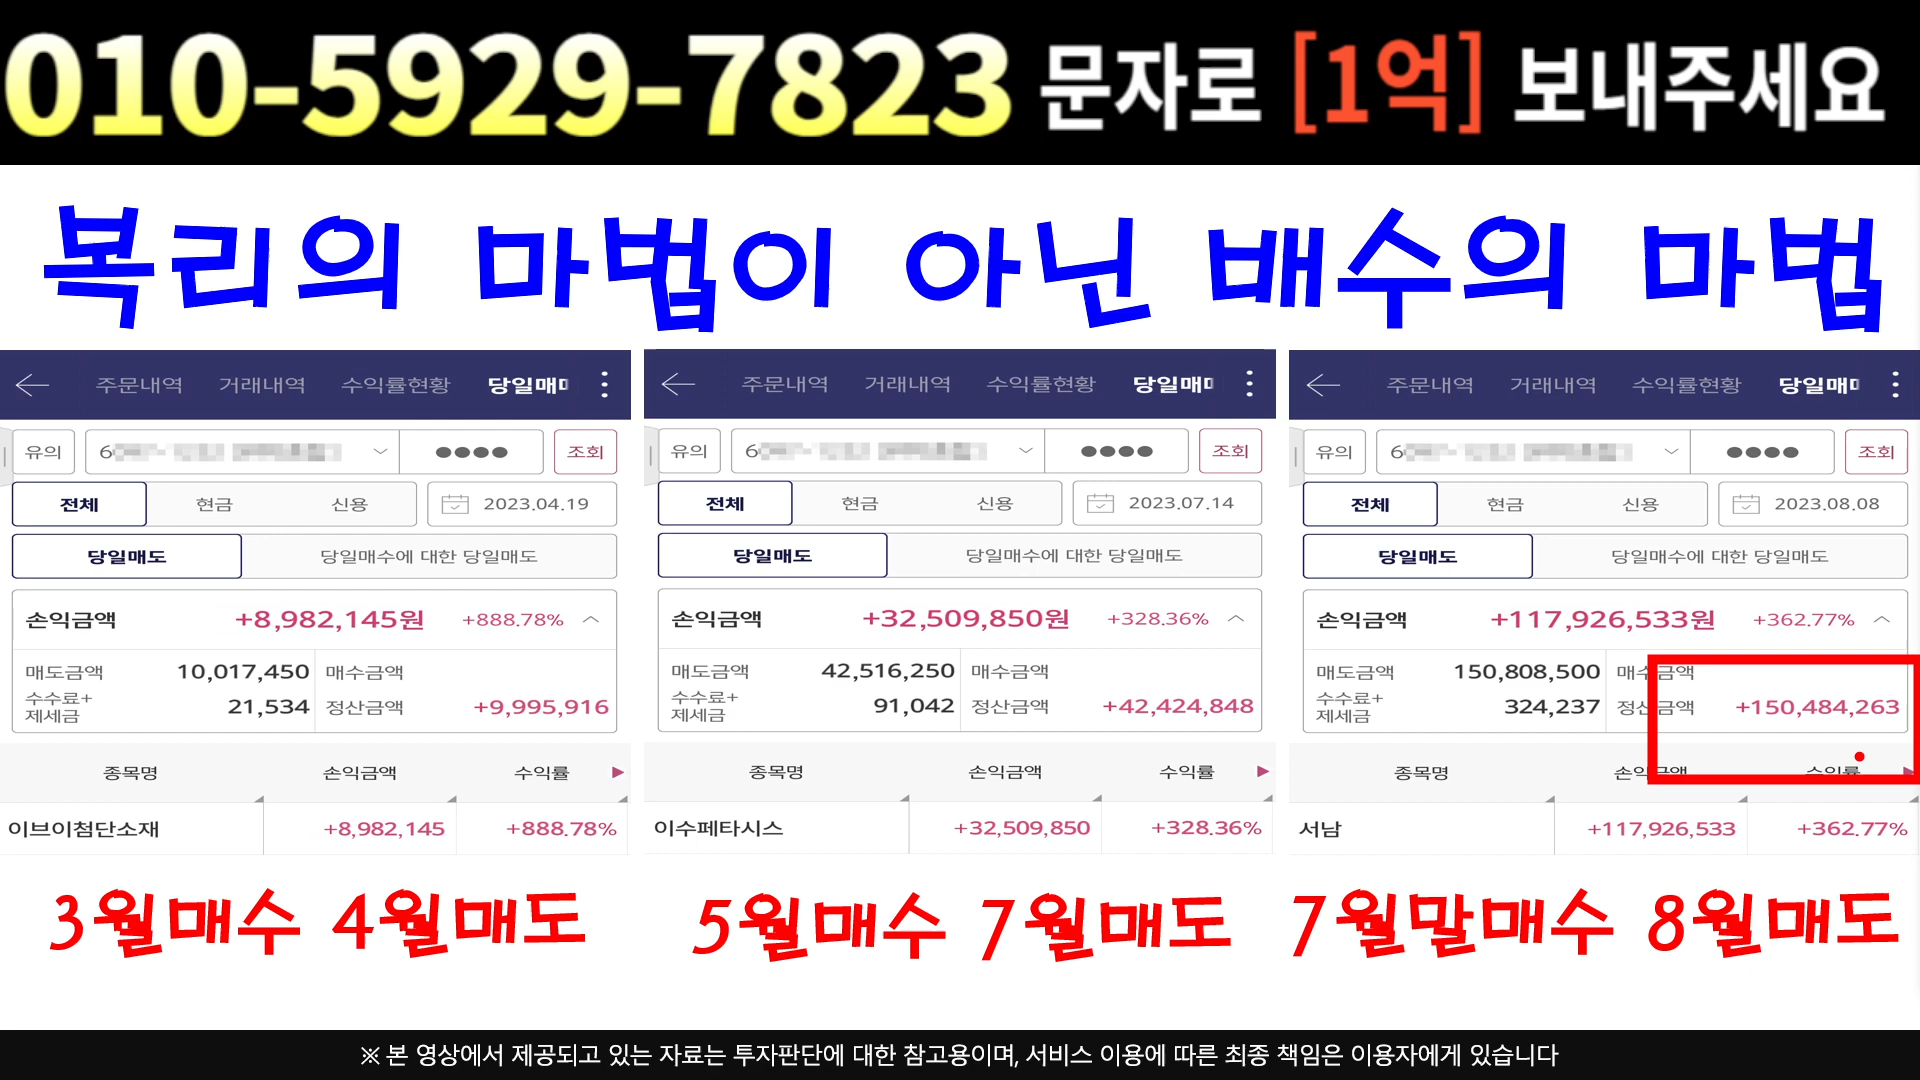 010-5929-7823 문자로 [1억] 보내주세요
복리의 마법이 아닌 배수의 마법
주문내역 거래내역 수익률현황 당일매
유의 6 ●●●● 조회
전체 현금 신용 2023.04.19
당일매도 당일매수에 대한 당일매도
손익금액 +8,982,145원 +888.78%
매도금액 10,017,450 매수금액
수수료+ 제세금 21,534 정산금액 +9,995,916
종목명 손익금액 수익률
이브이첨단소재 +8,982,145 +888.78%
3월매수 4월매도
주문내역 거래내역 수익률현황 당일매
유의 6 ●●●● 조회
전체 현금 신용 2023.07.14
당일매도 당일매수에 대한 당일매도
손익금액 +32,509,850원 +328.36%
매도금액 42,516,250 매수금액
수수료+ 제세금 91,042 정산금액 +42,424,848
종목명 손익금액 수익률
이수페타시스 +32,509,850 +328.36%
5월매수 7월매도
주문내역 거래내역 수익률현황 당일매
유의 6 ●●●● 조회
전체 현금 신용 2023.08.08
당일매도 당일매수에 대한 당일매도
손익금액 +117,926,533원 +362.77%
매도금액 150,808,500 매수금액
수수료+ 제세금 324,237 정산금액 +150,484,263
종목명 손익금액 수익률
서남 +117,926,533 +362.77%
7월말매수 8월매도
※ 본 영상에서 제공되고 있는 자료는 투자판단에 대한 참고용이며, 서비스 이용에 따른 최종 책임은 이용자에게 있습니다